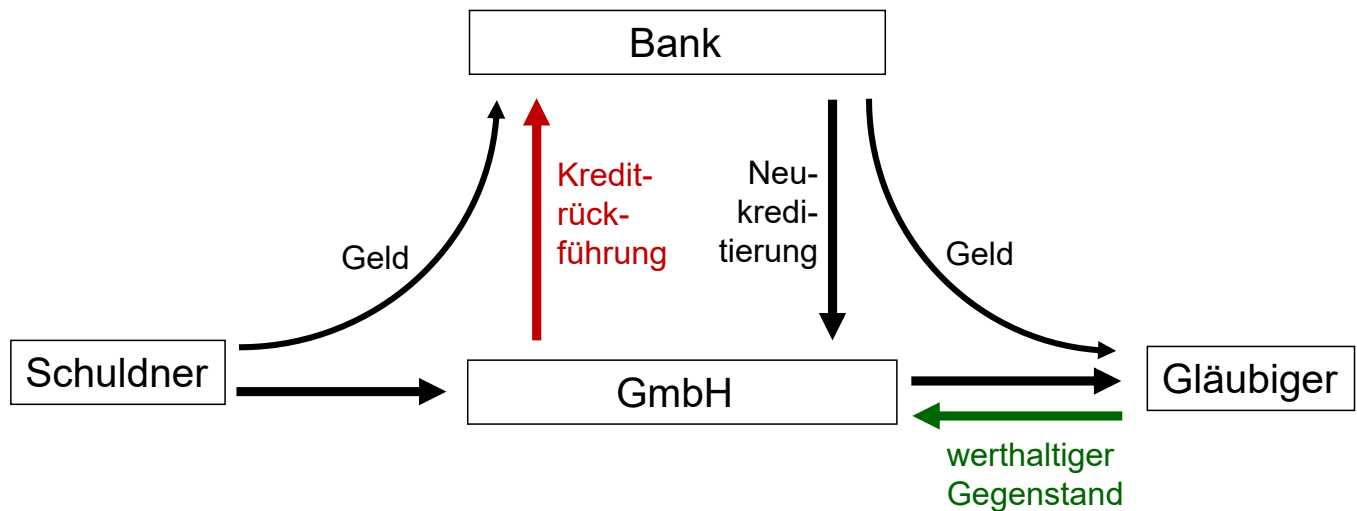 Bank
Kredit-
rück-
führung
Neu-
kredi-
tierung
Geld
Geld
Schuldner
GmbH
Gläubiger
werthaltiger
Gegenstand